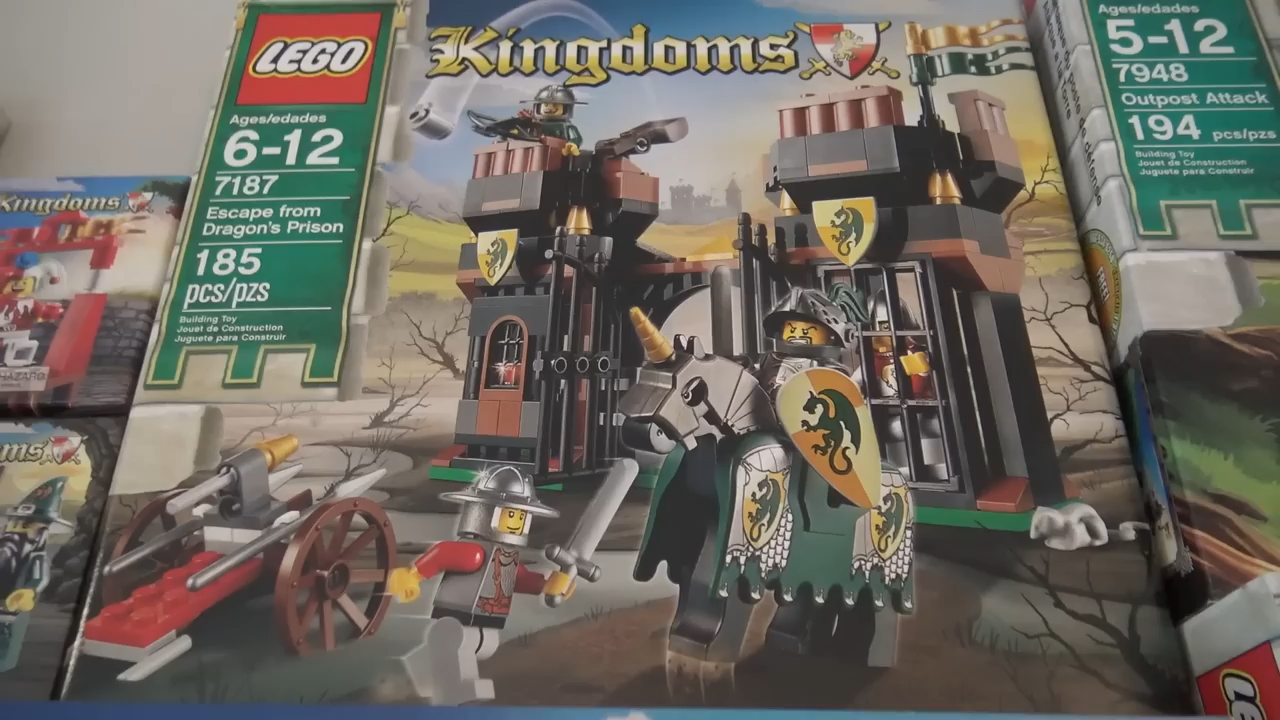 LEGO
Ages/edades
6-12
7187
Escape from
Dragon's Prison
185
pcs/pzs
Building Toy
Jouet de Construction
Juguete para Construir
Kingdoms
Ages/edades
5-12
7948
Outpost Attack
194 pcs/pzs
Building Toy
Jouet de Construction
Juguete para Construir
Kingdoms
HAZARD